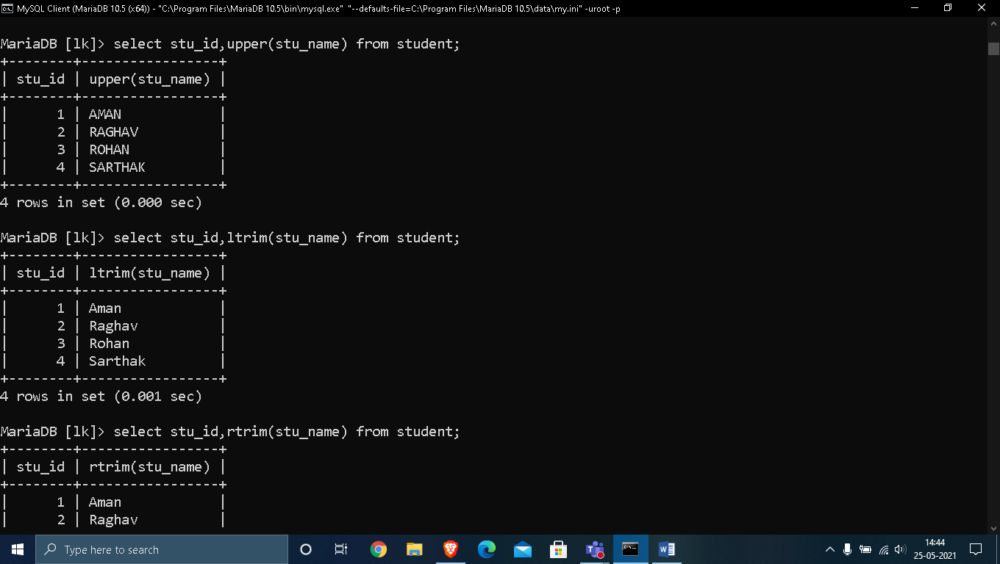 MySQL Client (MariaDB 10.5 (x64)) - "C:\Program Files\MariaDB 10.5\bin\mysql.exe" "--defaults-file=C:\Program Files\MariaDB 10.5\data\my.ini" -uroot -p
MariaDB [lk]> select stu_id,upper(stu_name) from student;
+--------+-----------------+
| stu_id | upper(stu_name) |
+--------+-----------------+
|      1 | AMAN            |
|      2 | RAGHAV          |
|      3 | ROHAN           |
|      4 | SARTHAK         |
+--------+-----------------+
4 rows in set (0.000 sec)
MariaDB [lk]> select stu_id,ltrim(stu_name) from student;
+--------+-----------------+
| stu_id | ltrim(stu_name) |
+--------+-----------------+
|      1 | Aman            |
|      2 | Raghav          |
|      3 | Rohan           |
|      4 | Sarthak         |
+--------+-----------------+
4 rows in set (0.001 sec)
MariaDB [lk]> select stu_id,rtrim(stu_name) from student;
+--------+-----------------+
| stu_id | rtrim(stu_name) |
+--------+-----------------+
|      1 | Aman            |
|      2 | Raghav          |
Type here to search
14:44
25-05-2021